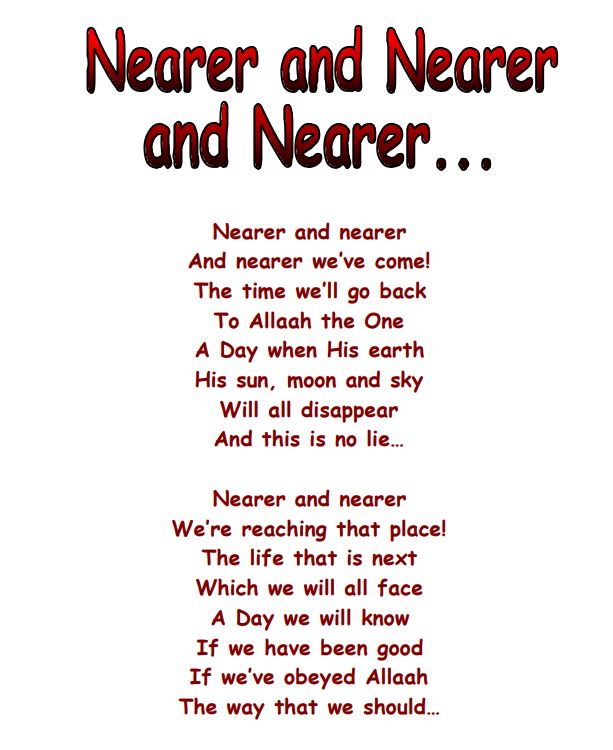 Nearer and Nearer
and Nearer...
Nearer and nearer
And nearer we've come!
The time we'll go back
To Allaah the One
A Day when His earth
His sun, moon and sky
Will all disappear
And this is no lie...
Nearer and nearer
We're reaching that place!
The life that is next
Which we will all face
A Day we will know
If we have been good
If we've obeyed Allaah
The way that we should...